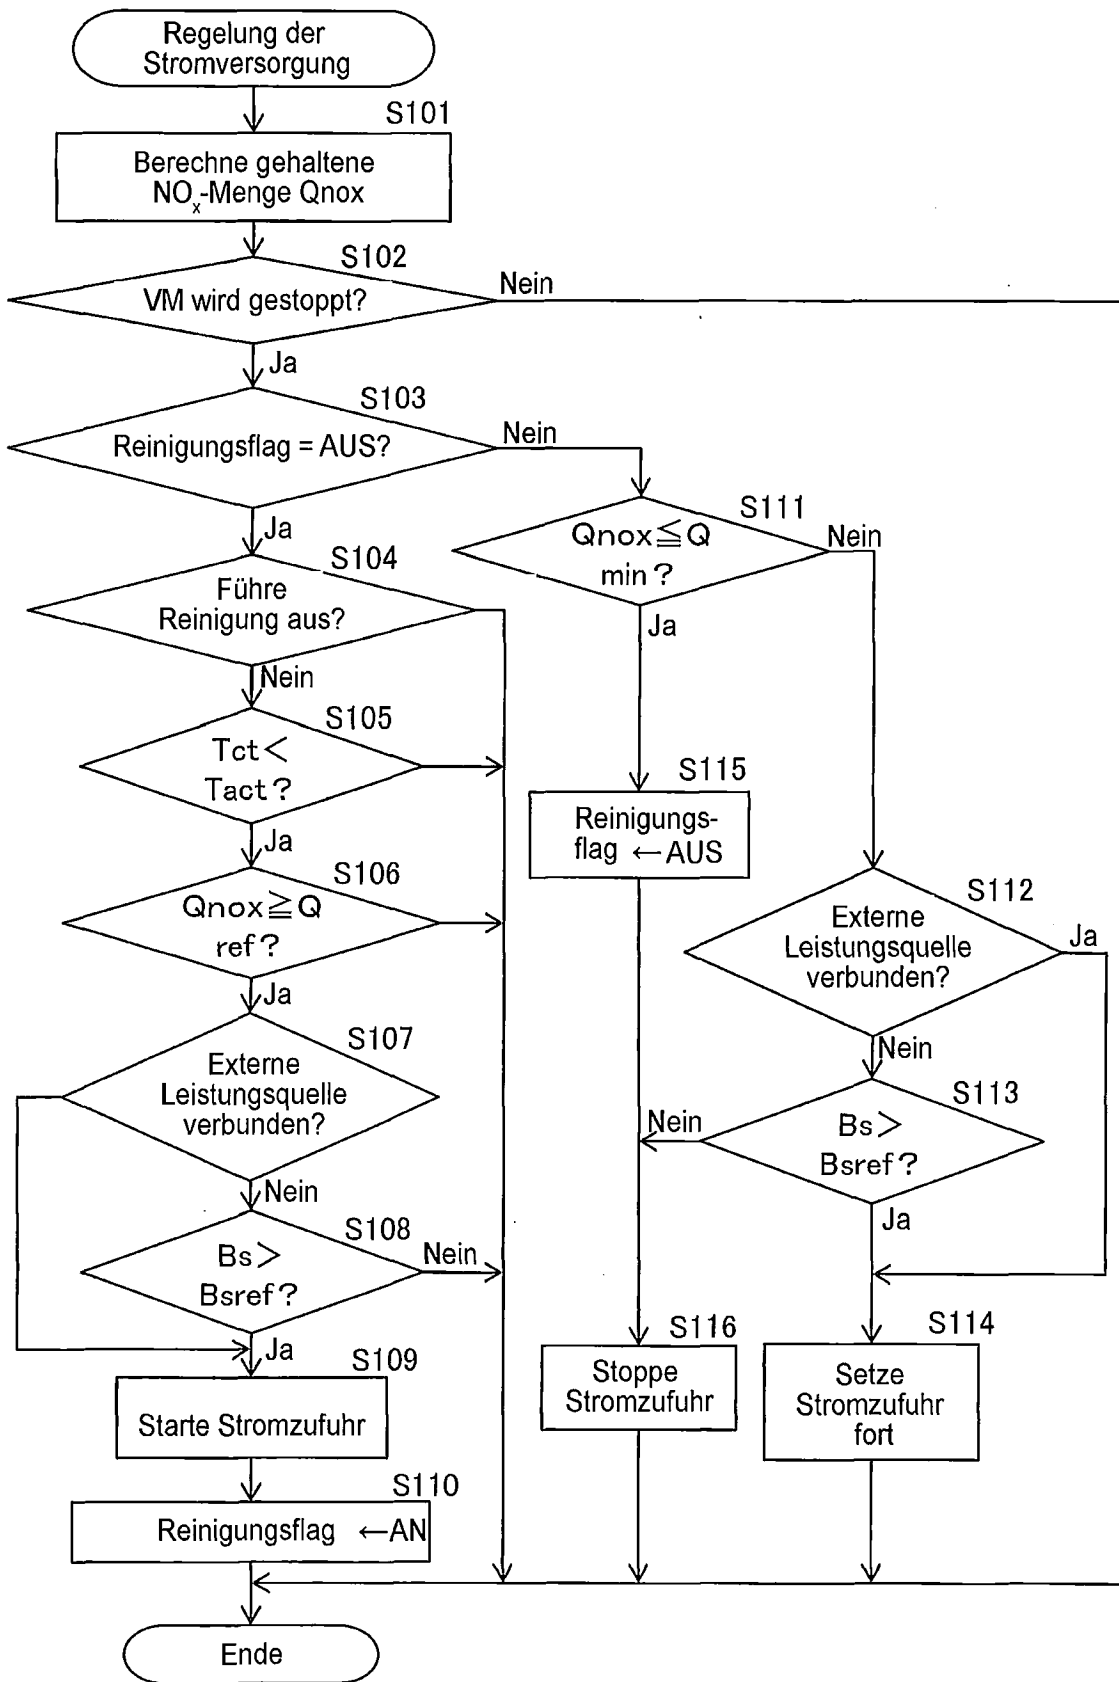 Regelung der
Stromversorgung
S101
Berechne gehaltene
NOx-Menge Qnox
S102
VM wird gestoppt?
Nein
Ja
S103
Reinigungsflag = AUS?
Nein
Ja
S104
Führe
Reinigung aus?
Nein
S105
Tct <
Tact ?
Ja
S106
Qnox ≧ Q
ref ?
Ja
S107
Externe
Leistungsquelle
verbunden?
Nein
S108
Bs >
Bsref ?
Nein
Ja
S109
Starte Stromzufuhr
S110
Reinigungsflag ← AN
Ende
S111
Qnox ≦ Q
min ?
Nein
Ja
S115
Reinigungs-
flag ← AUS
S112
Externe
Leistungsquelle
verbunden?
Ja
Nein
S113
Bs >
Bsref ?
Nein
Ja
S116
Stoppe
Stromzufuhr
S114
Setze
Stromzufuhr
fort